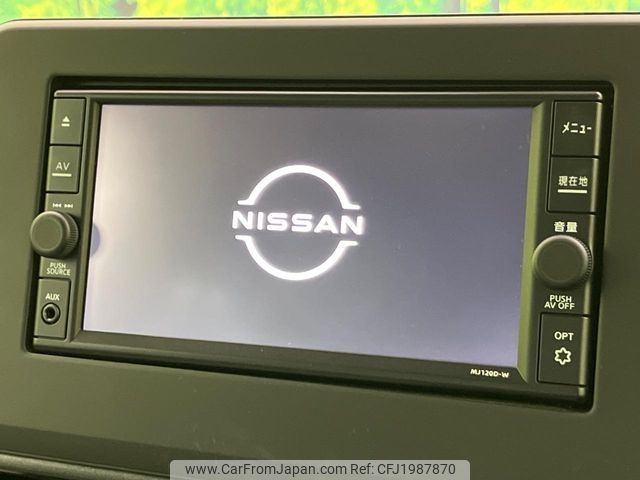 AV
PUSH
SOURCE
AUX
NISSAN
メニュー
現在地
音量
PUSH
AV OFF
OPT
MJ120D-W
www.CarFromJapan.com - CFJ1987870